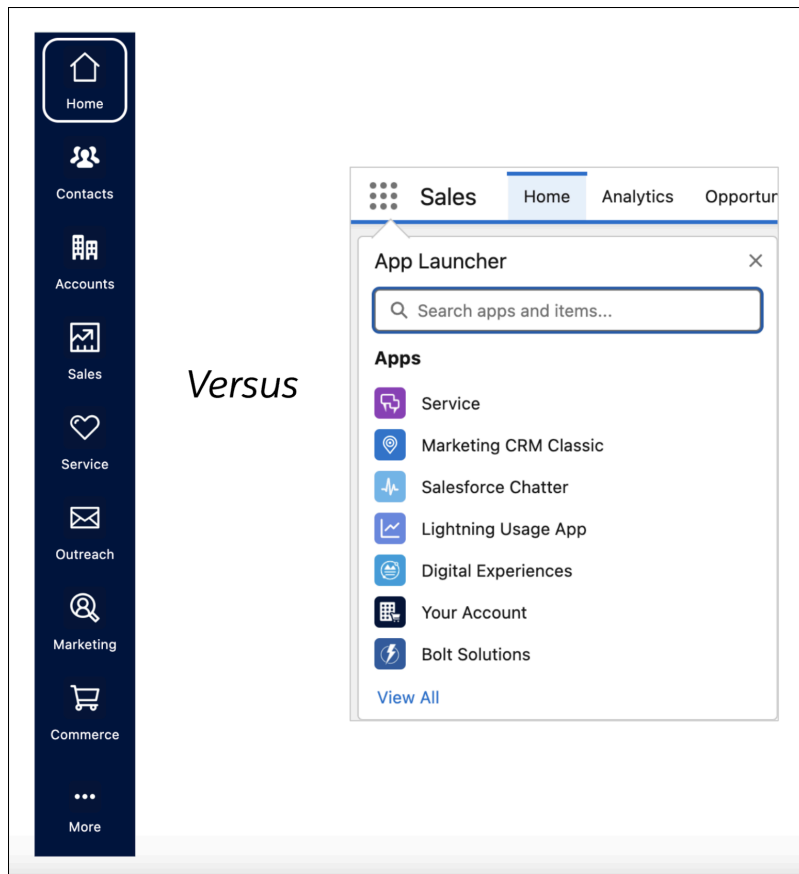 Home
Contacts
Accounts
Sales
Service
Outreach
Marketing
Commerce
More
Versus
Sales Home Analytics Opportun
App Launcher
Search apps and items...
Apps
Service
Marketing CRM Classic
Salesforce Chatter
Lightning Usage App
Digital Experiences
Your Account
Bolt Solutions
View All